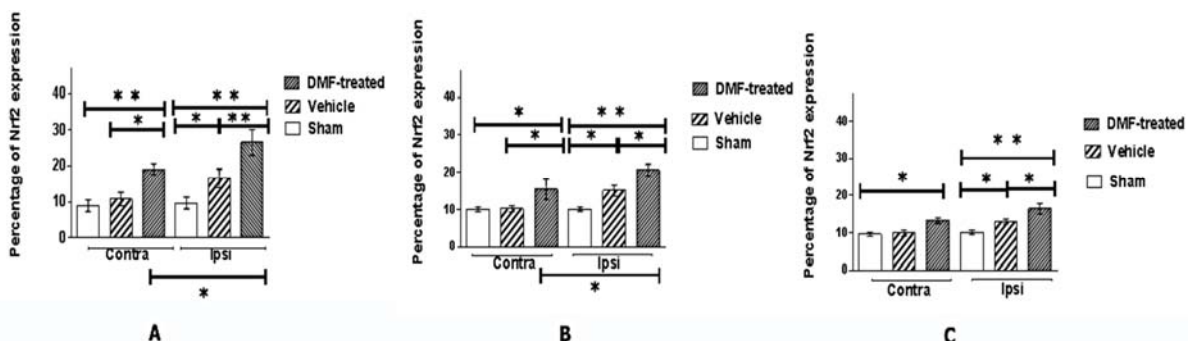 Percentage of Nrf2 expression
40
30
20
10
0
** **
* * **
DMF-treated
Vehicle
Sham
Contra Ipsi
*
A
Percentage of Nrf2 expression
40
30
20
10
0
* **
* * *
DMF-treated
Vehicle
Sham
Contra Ipsi
*
B
Percentage of Nrf2 expression
40
30
20
10
0
**
* * *
DMF-treated
Vehicle
Sham
Contra Ipsi
C